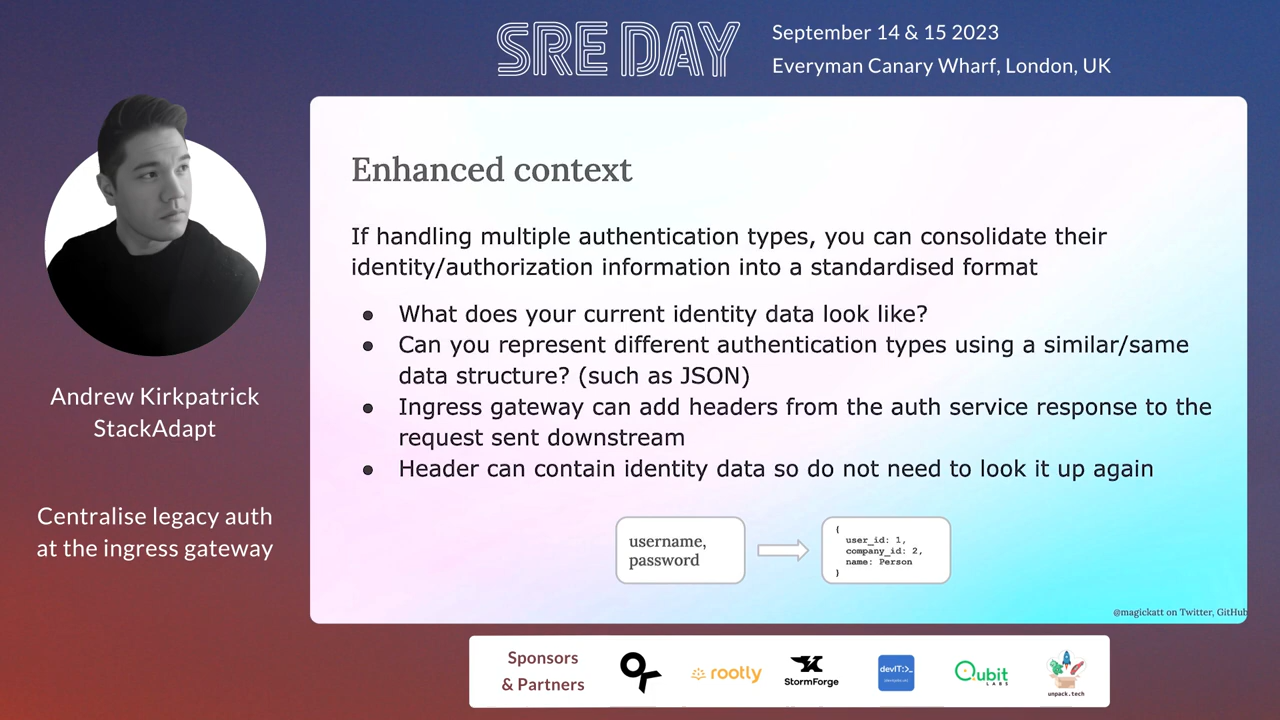 SRE DAY
September 14 & 15 2023
Everyman Canary Wharf, London, UK
Andrew Kirkpatrick
StackAdapt
Centralise legacy auth
at the ingress gateway
Enhanced context
If handling multiple authentication types, you can consolidate their
identity/authorization information into a standardised format
● What does your current identity data look like?
● Can you represent different authentication types using a similar/same
data structure? (such as JSON)
● Ingress gateway can add headers from the auth service response to the
request sent downstream
● Header can contain identity data so do not need to look it up again
username,
password
{
user_id: 1,
company_id: 2,
name: Person
}
@magickatt on Twitter, GitHub
Sponsors
& Partners
rootly
StormForge
devIT:>_
Qubit
LABS
unpack.tech